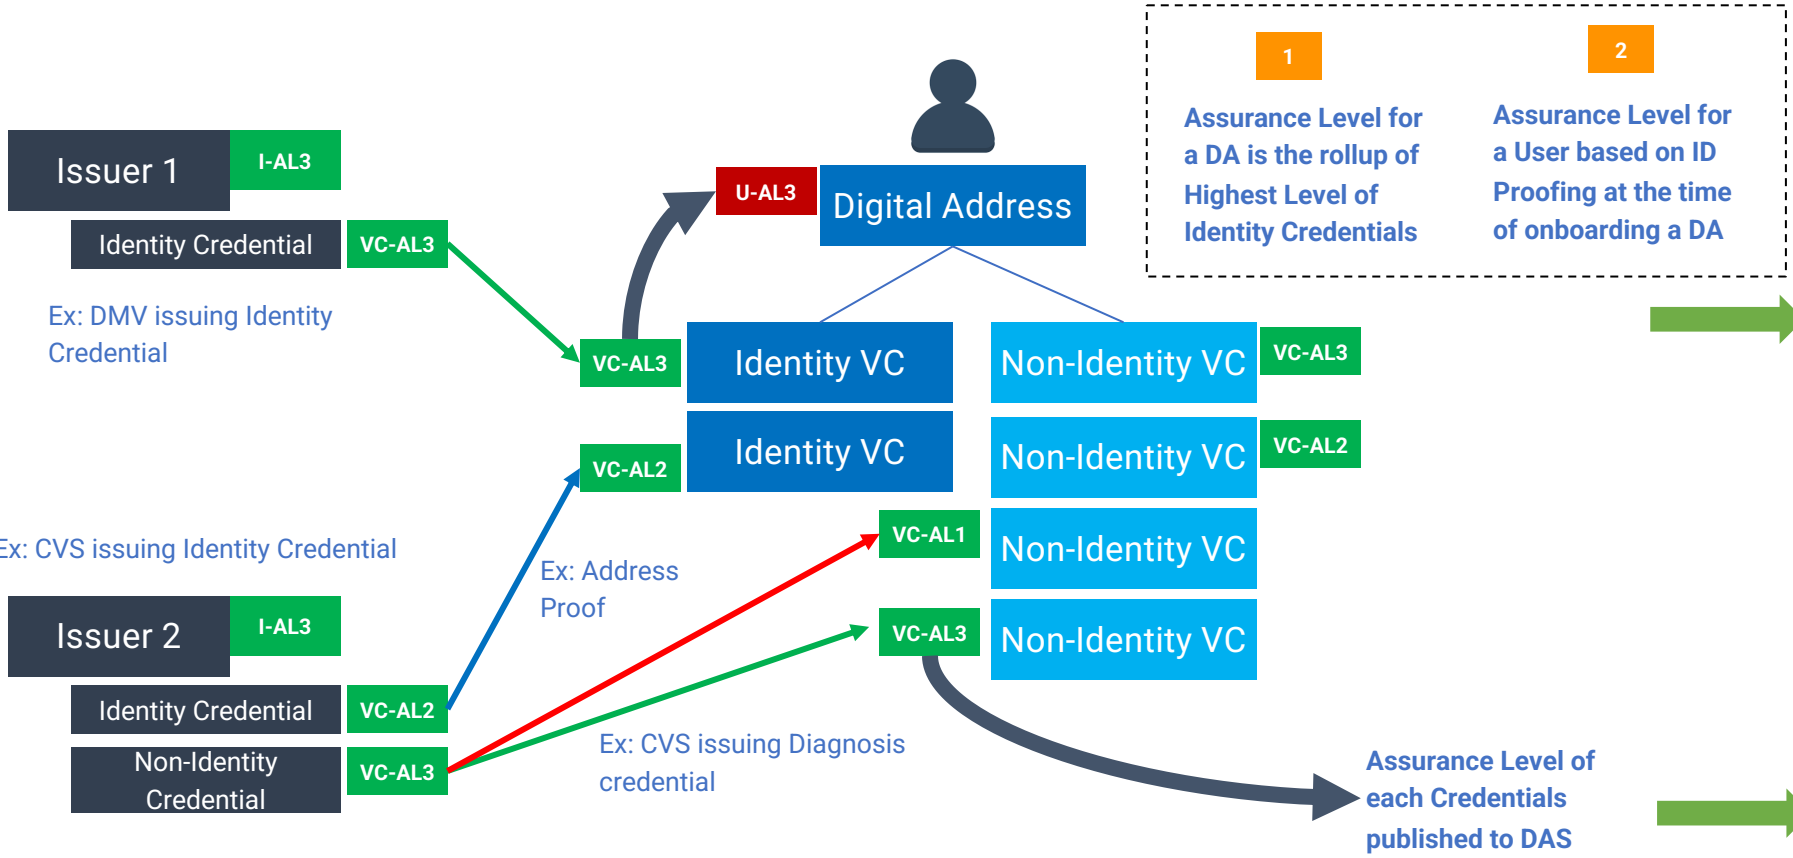 1
2
Assurance Level for
a DA is the rollup of
Highest Level of
Identity Credentials
Assurance Level for
a User based on ID
Proofing at the time
of onboarding a DA
Issuer 1
I-AL3
Identity Credential
VC-AL3
Ex: DMV issuing Identity
Credential
U-AL3
Digital Address
VC-AL3
Identity VC
Non-Identity VC
VC-AL3
VC-AL2
Identity VC
Non-Identity VC
VC-AL2
Ex: CVS issuing Identity Credential
Ex: Address
Proof
VC-AL1
Non-Identity VC
VC-AL3
Non-Identity VC
Issuer 2
I-AL3
Identity Credential
VC-AL2
Non-Identity
Credential
VC-AL3
Ex: CVS issuing Diagnosis
credential
Assurance Level of
each Credentials
published to DAS